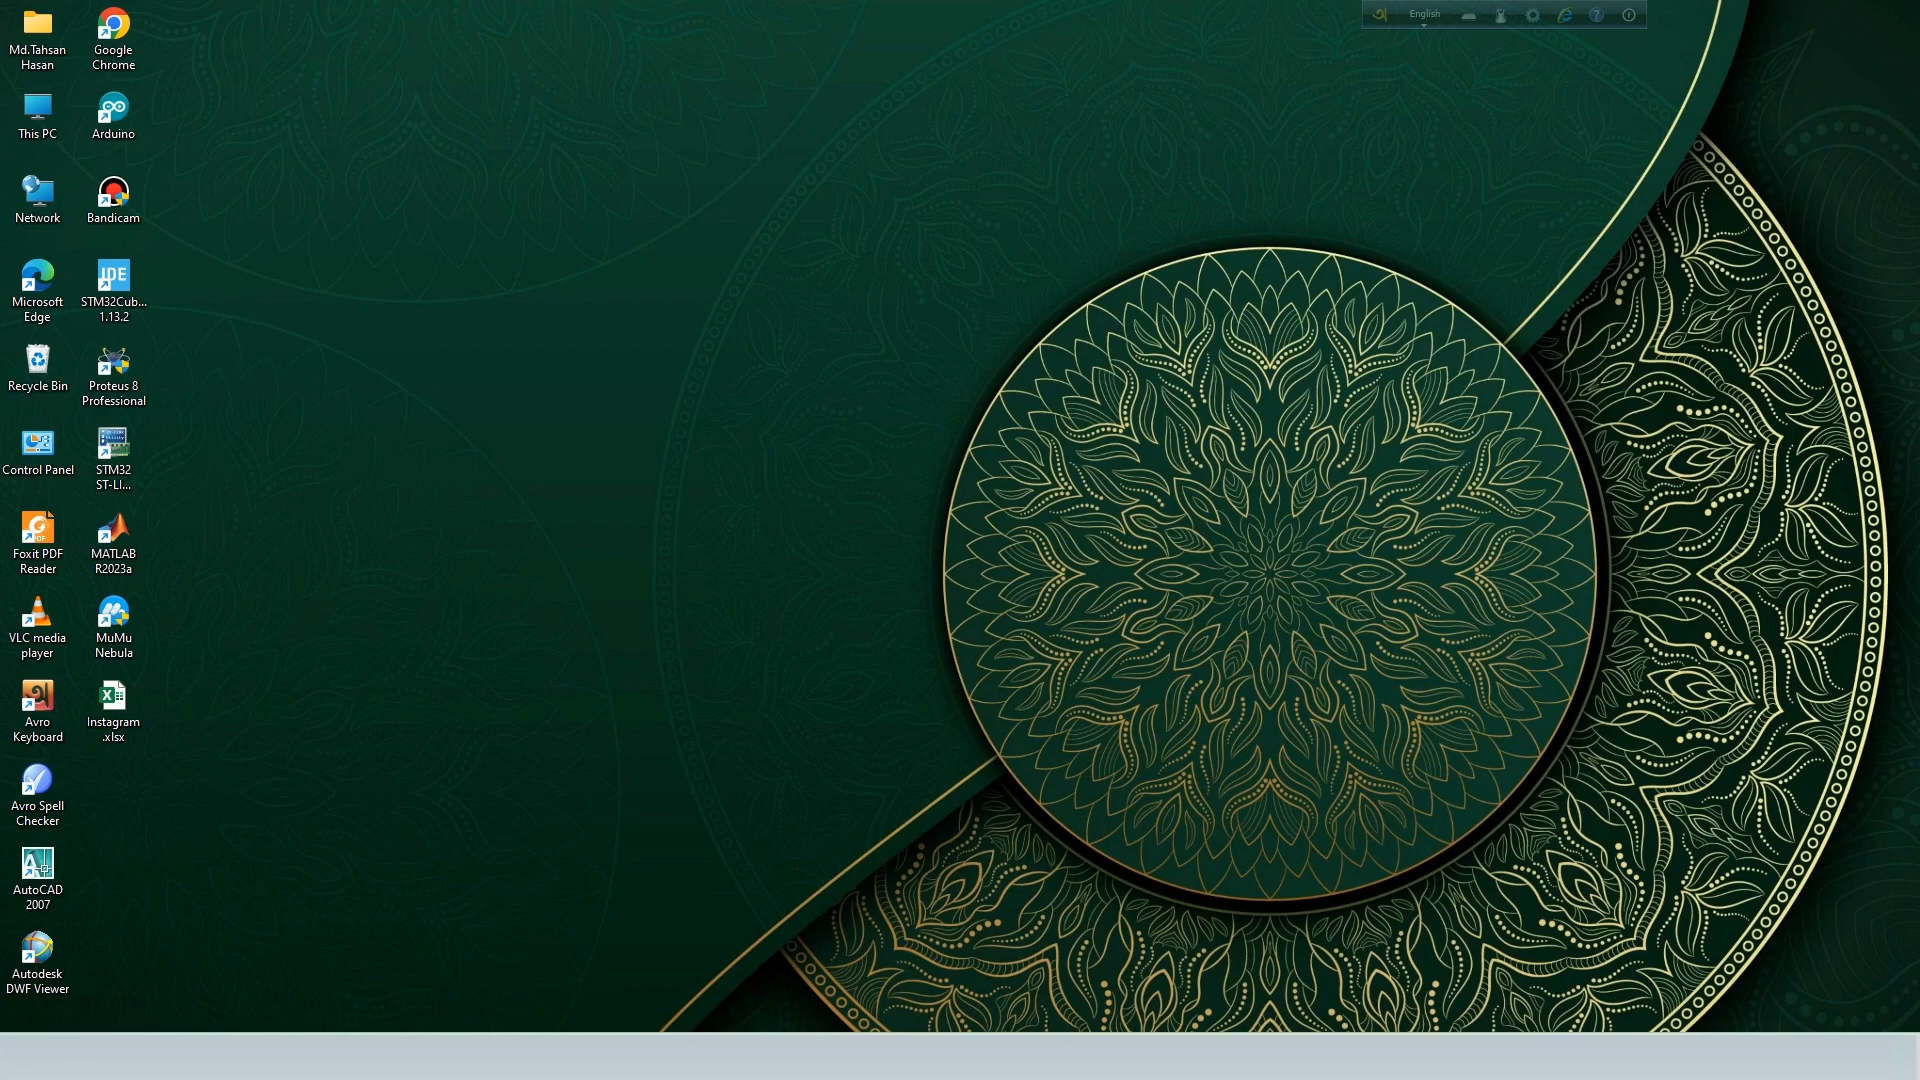 Md.Tahsan
Hasan
Google
Chrome
This PC
Arduino
Network
Bandicam
Microsoft
Edge
STM32Cub...
1.13.2
Recycle Bin
Proteus 8
Professional
Control Panel
STM32
ST-LI...
Foxit PDF
Reader
MATLAB
R2023a
VLC media
player
MuMu
Nebula
Avro
Keyboard
Instagram
.xlsx
Avro Spell
Checker
AutoCAD
2007
Autodesk
DWF Viewer
English
IDE